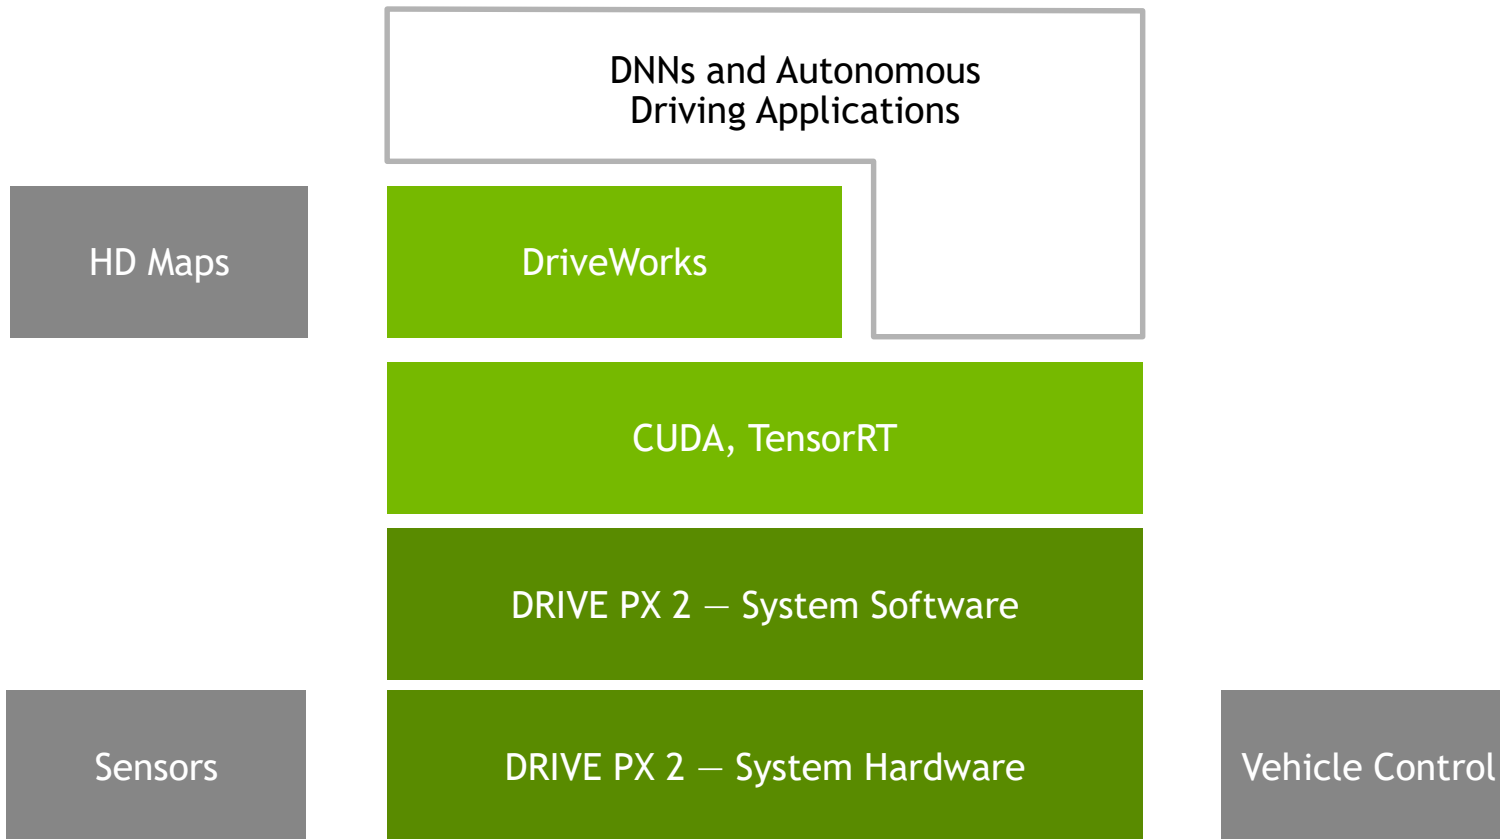 DNNs and Autonomous
Driving Applications
HD Maps
DriveWorks
CUDA, TensorRT
DRIVE PX 2 — System Software
Sensors
DRIVE PX 2 — System Hardware
Vehicle Control